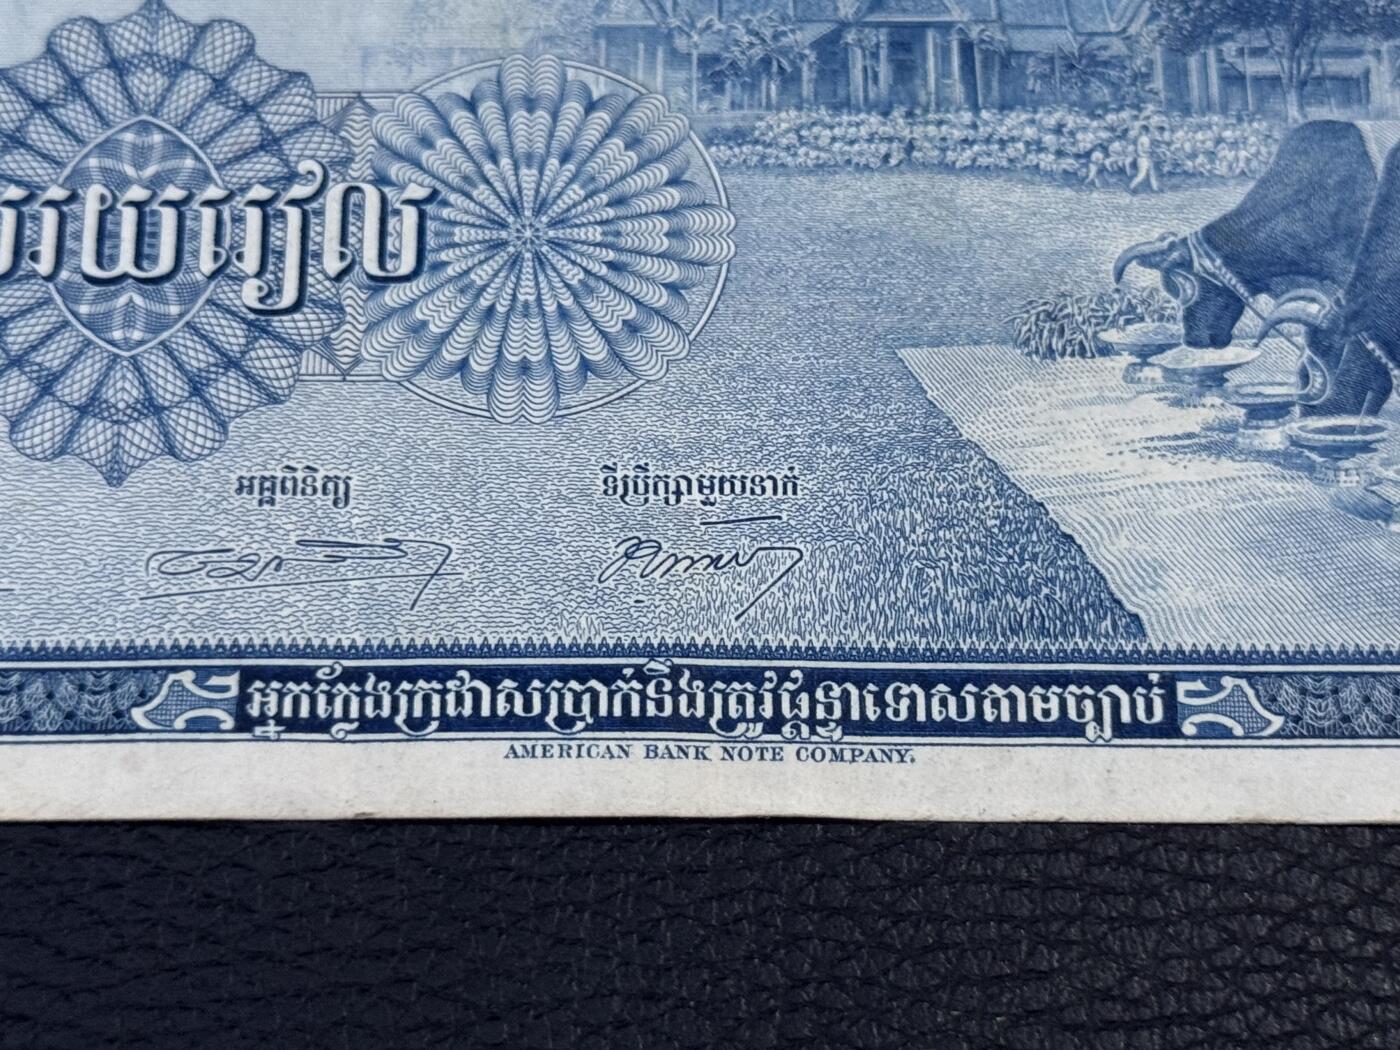 រយរៀល
អគ្គពិនិត្យ
ទីប្រឹក្សាមួយនាក់
អ្នកក្លែងក្រដាសប្រាក់នឹងត្រូវផ្តន្ទាទោសតាមច្បាប់
AMERICAN BANK NOTE COMPANY.